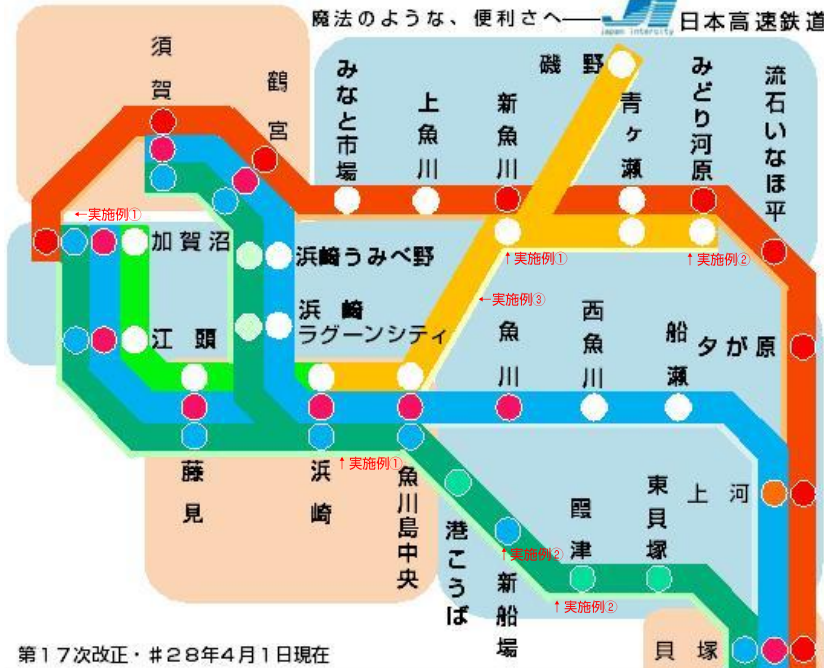 魔法のような、便利さへ──
Japan intercity
日本高速鉄道
須賀
鶴宮
みなと市場
上魚川
新魚川
磯野
青ヶ瀬
みどり河原
流石いなほ平
←実施例①
加賀沼
浜崎うみべ野
↑実施例①
↑実施例②
江頭
浜崎
ラグーンシティ
←実施例③
魚川
西魚川
船瀬
夕が原
藤見
浜崎
↑実施例①
魚川島中央
港こうば
↑実施例②
新船場
霞津
↑実施例②
東貝塚
上河
貝塚
第17次改正・#28年4月1日現在